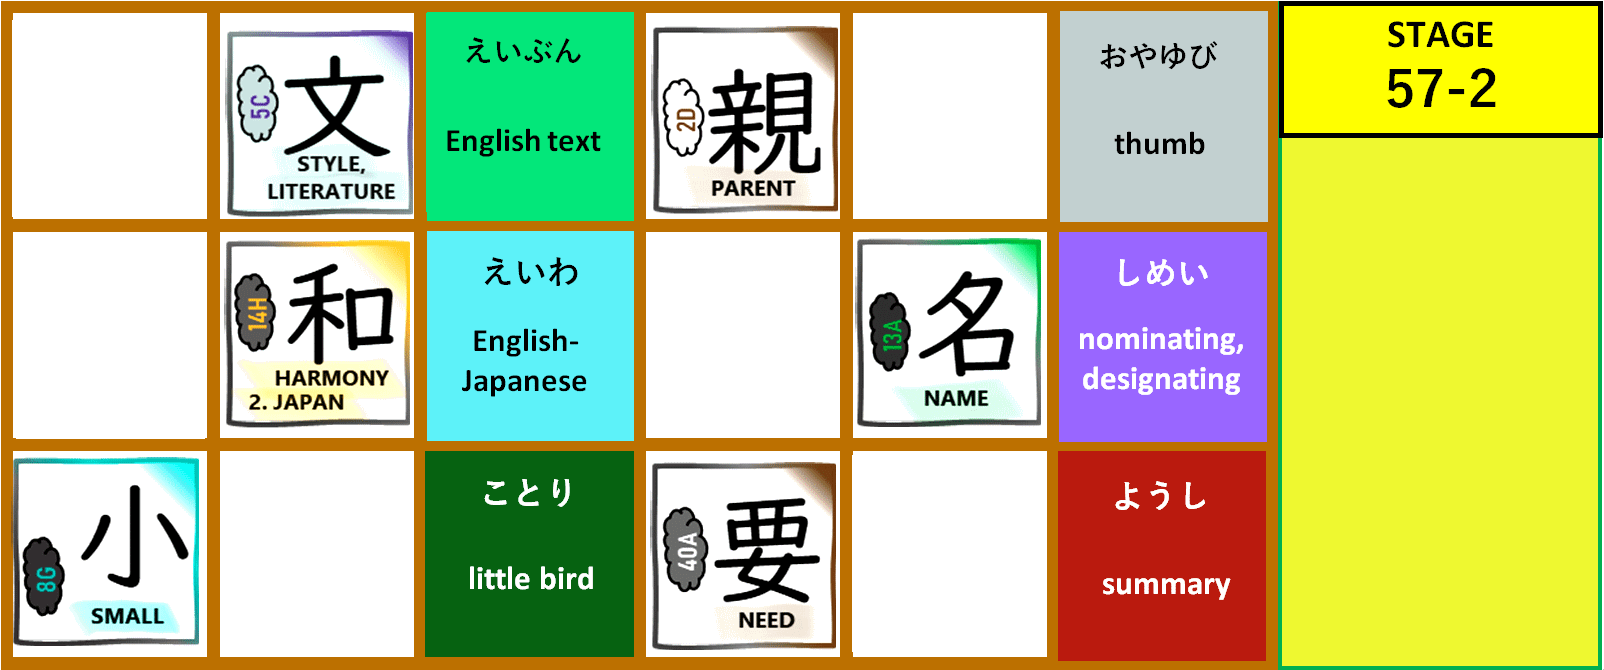 5C
文
STYLE,
LITERATURE
えいぶん
English text
2D
親
PARENT
おやゆび
thumb
STAGE
57-2
14H
和
HARMONY
2. JAPAN
えいわ
English-
Japanese
13A
名
NAME
しめい
nominating,
designating
8G
小
SMALL
ことり
little bird
40A
要
NEED
ようし
summary